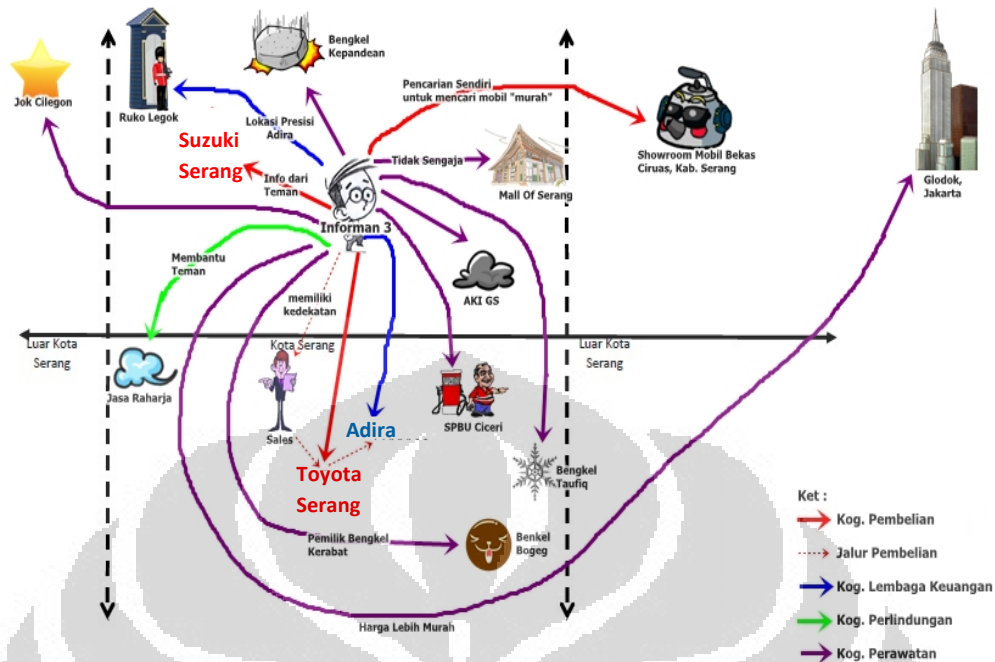 Jok Cilegon
Ruko Legok
Bengkel
Kepandean
Pencarian Sendiri
untuk mencari mobil "murah"
Showroom Mobil Bekas
Ciruas, Kab. Serang
Glodok,
Jakarta
Lokasi Presisi
Adira
Suzuki
Serang
Info dari
Teman
Tidak Sengaja
Mall Of Serang
Informan 3
Membantu
Teman
memiliki
kedekatan
AKI GS
Luar Kota
Serang
Kota Serang
Luar Kota
Serang
Jasa Raharja
Sales
Adira
SPBU Ciceri
Toyota
Serang
Bengkel
Taufiq
Pemilik Bengkel
Kerabat
Benkel
Bogeg
Harga Lebih Murah
Ket :
Kog. Pembelian
Jalur Pembelian
Kog. Lembaga Keuangan
Kog. Perlindungan
Kog. Perawatan